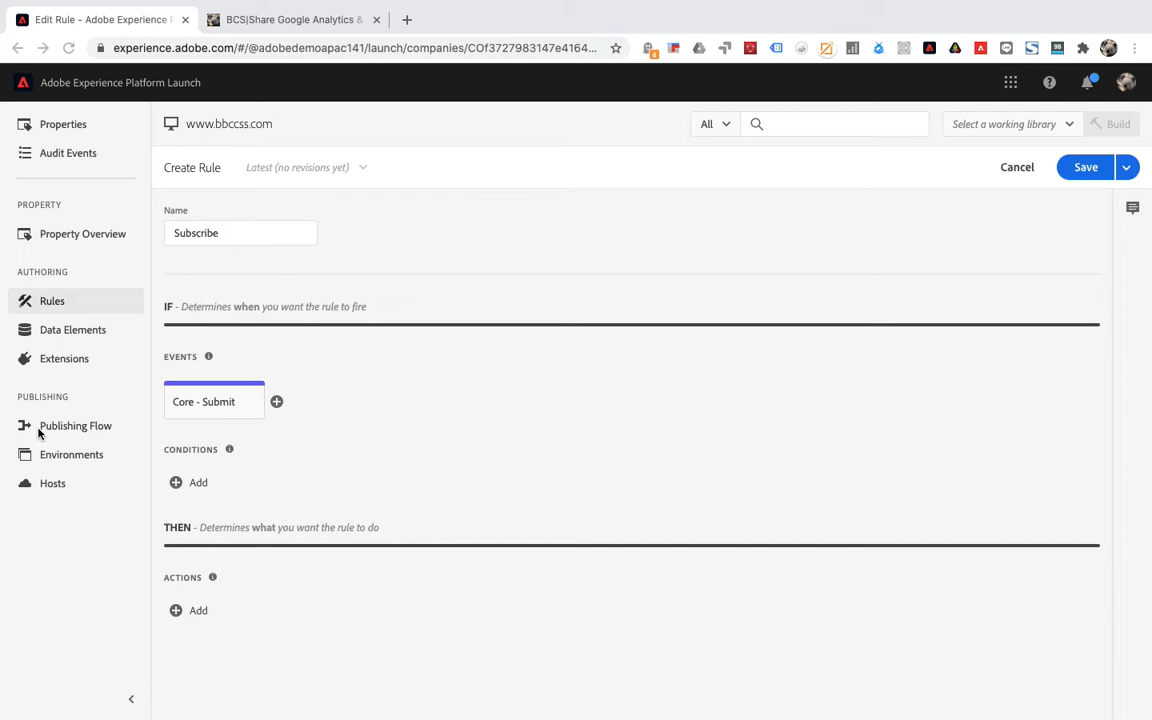 Edit Rule - Adobe Experience P
BCS|Share Google Analytics &
experience.adobe.com/#/@adobedemoapac141/launch/companies/COf3727983147e4164...
4
98
Adobe Experience Platform Launch
Properties
Audit Events
PROPERTY
Property Overview
AUTHORING
Rules
Data Elements
Extensions
PUBLISHING
Publishing Flow
Environments
Hosts
www.bbccss.com
All
Select a working library
Build
Create Rule
Latest (no revisions yet)
Cancel
Save
Name
Subscribe
IF - Determines when you want the rule to fire
EVENTS
Core - Submit
CONDITIONS
Add
THEN - Determines what you want the rule to do
ACTIONS
Add